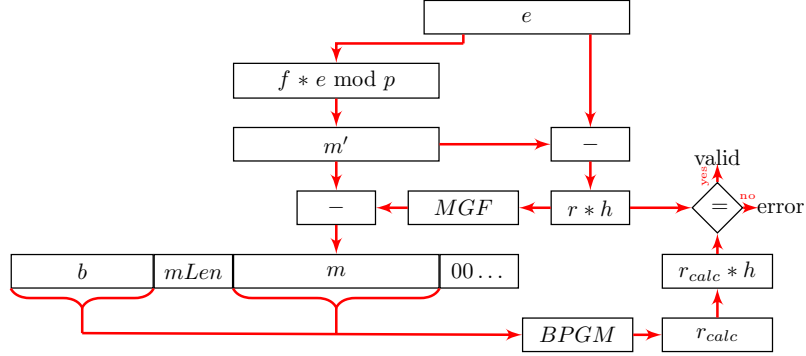 e
f ∗ e mod p
m′
−
valid
yes
no
− MGF r ∗ h = error
b mLen m 00 . . . r_calc ∗ h
BPGM r_calc